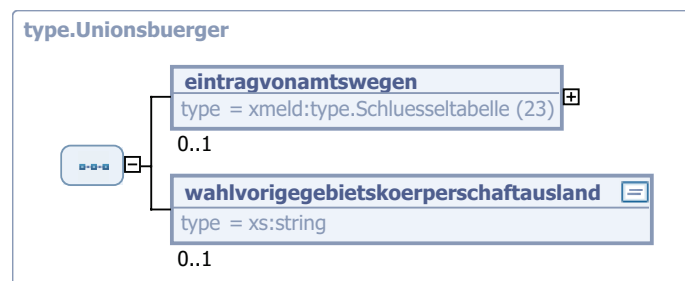 type.Unionsbuerger
eintragvonamtswegen
type = xmeld:type.Schluesseltabelle (23)
0..1
wahlvorigegebietskoerperschaftausland
type = xs:string
0..1